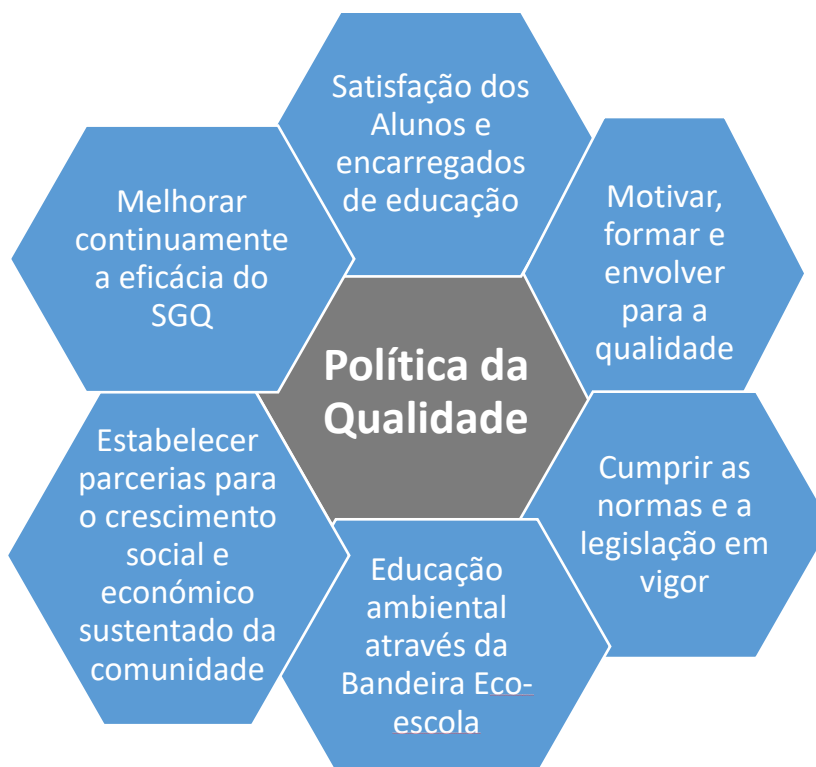 Satisfação dos
Alunos e
encarregados
de educação
Motivar,
formar e
envolver
para a
qualidade
Cumprir as
normas e a
legislação em
vigor
Educação
ambiental
através da
Bandeira Eco-
escola
Estabelecer
parcerias para
o crescimento
social e
económico
sustentado da
comunidade
Melhorar
continuamente
a eficácia do
SGQ
Política da
Qualidade